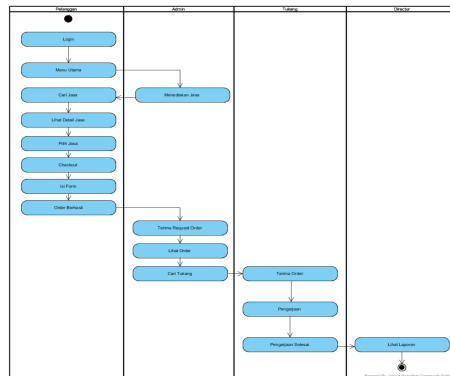 Pelanggan
Admin
Tukang
Director
Login
Menu Utama
Cari Jasa
Menediakan Jasa
Lihat Detail Jasa
Pilih Jasa
Checkout
Isi Form
Order Berhasil
Terima Request Order
Lihat Order
Cari Tukang
Terima Order
Pengerjaan
Pengerjaan Selesai
Lihat Laporan